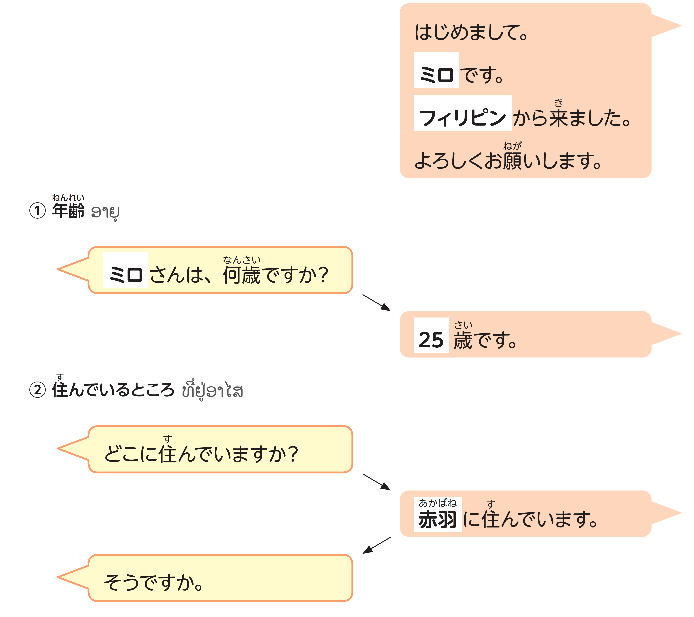 はじめまして。
ミロです。
フィリピンから来ました。
よろしくお願いします。
① 年齢 ອາຍຸ
ミロさんは、何歳ですか?
25 歳です。
② 住んでいるところ ທີ່ຢູ່ອາໄສ
どこに住んでいますか?
赤羽に住んでいます。
そうですか。